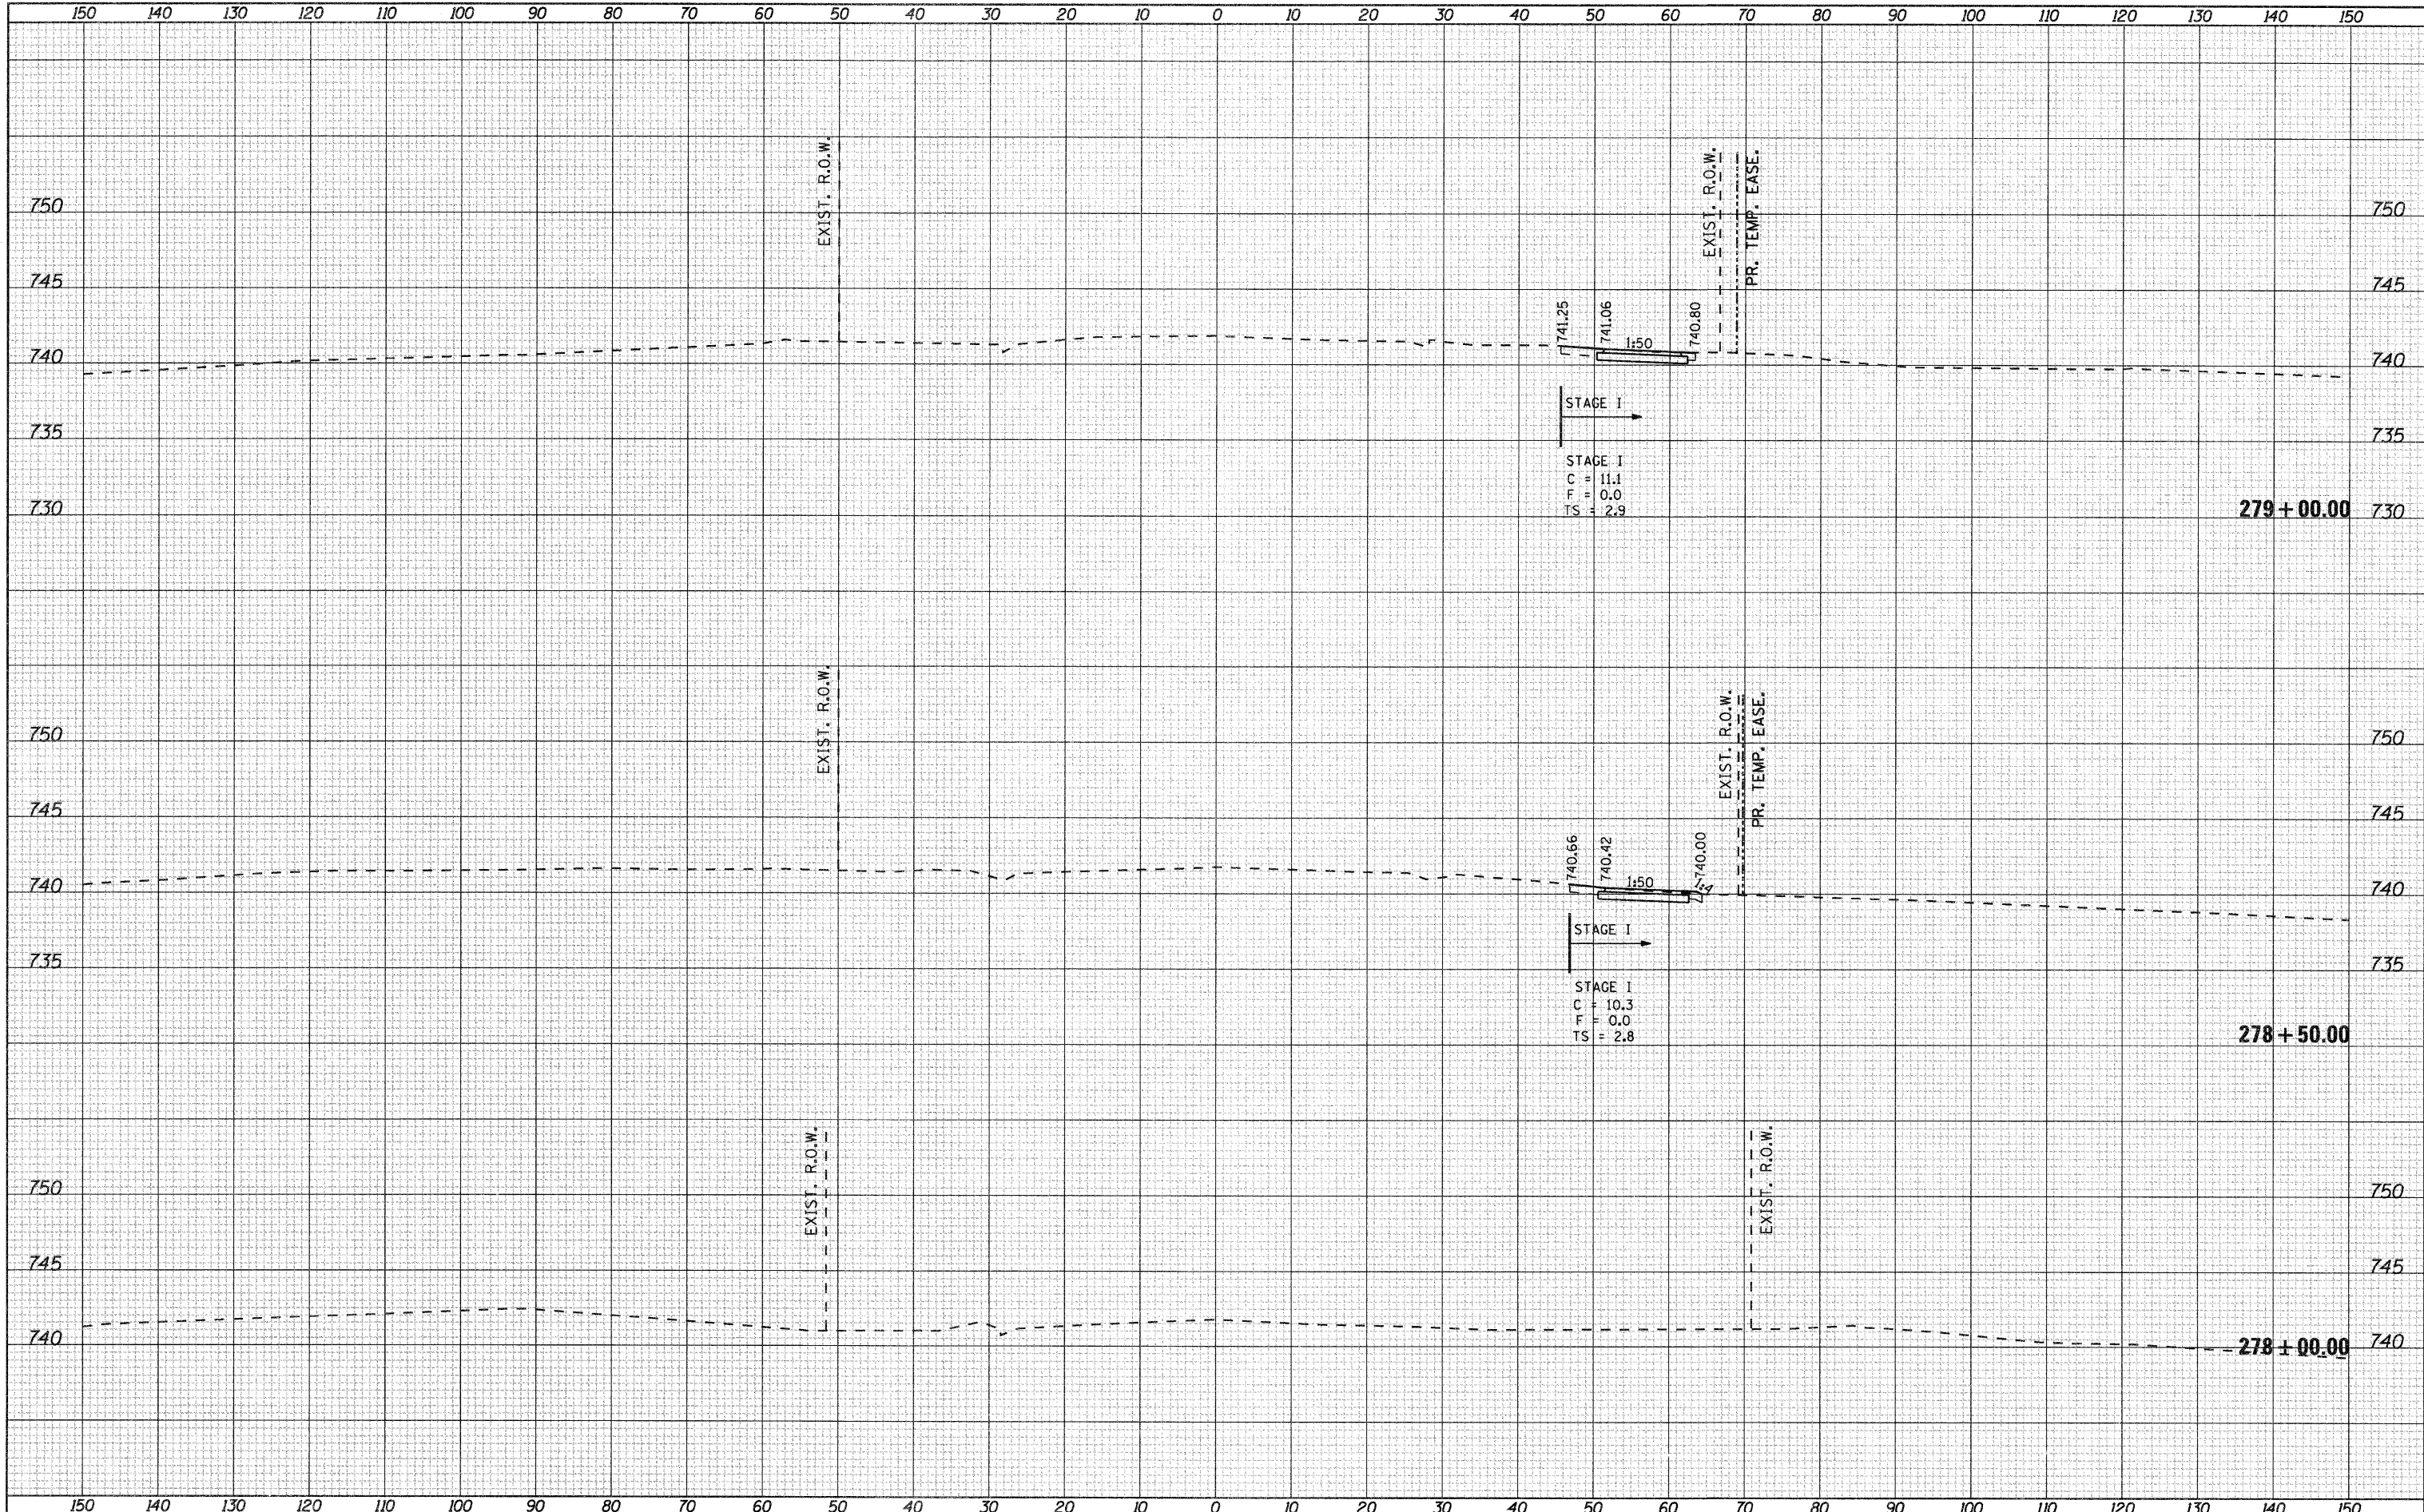 150 140 130 120 110 100 90 80 70 60 50 40 30 20 10 0 10 20 30 40 50 60 70 80 90 100 110 120 130 140 150
EXIST. R.O.W.
EXIST. R.O.W.
PR. TEMP. EASE.
750 750
745 745
741.25
741.06
740.80
1:50
740 740
STAGE I
735 735
STAGE I
C = 11.1
F = 0.0
TS = 2.9
730 279+00.00 730
EXIST. R.O.W.
EXIST. R.O.W.
PR. TEMP. EASE.
750 750
745 745
740.66
740.42
740.00
1:50
1:4
740 740
STAGE I
735 735
STAGE I
C = 10.3
F = 0.0
TS = 2.8
278+50.00
EXIST. R.O.W.
EXIST. R.O.W.
750 750
745 745
740 278+00.00 740
150 140 130 120 110 100 90 80 70 60 50 40 30 20 10 0 10 20 30 40 50 60 70 80 90 100 110 120 130 140 150